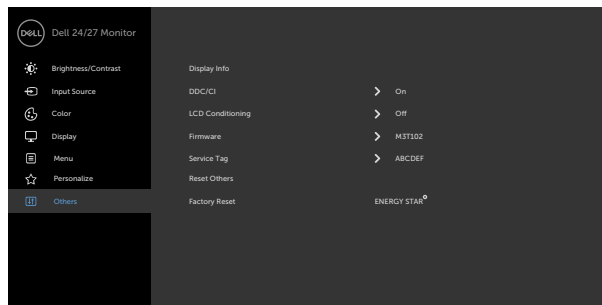 DELL Dell 24/27 Monitor
Brightness/Contrast Display Info
Input Source DDC/CI On
Color LCD Conditioning Off
Display Firmware M3T102
Menu Service Tag ABCDEF
Personalize Reset Others
Others Factory Reset ENERGY STAR®